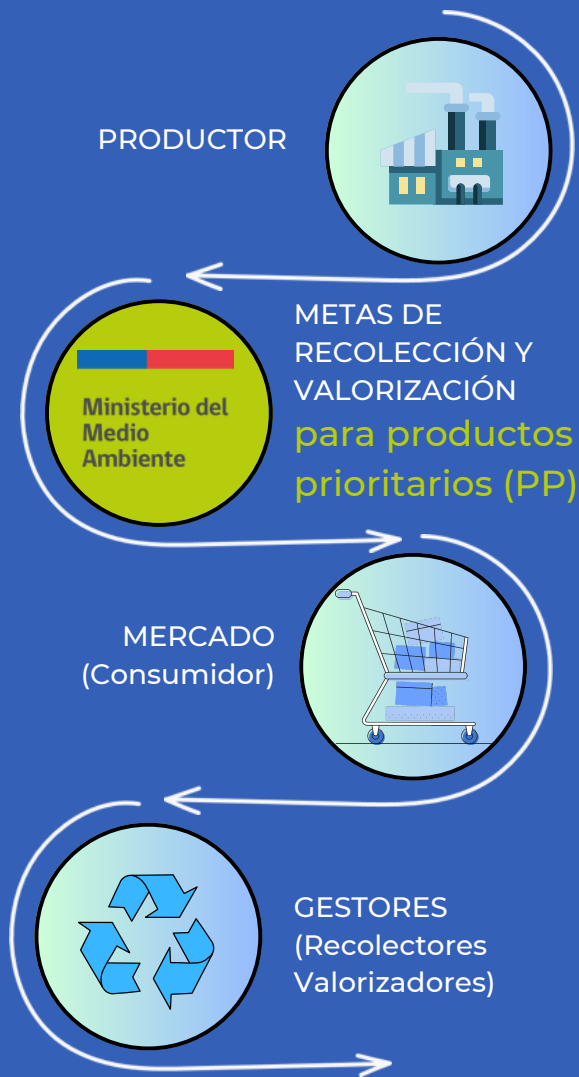 PRODUCTOR
METAS DE
RECOLECCIÓN Y
VALORIZACIÓN
para productos
prioritarios (PP)
Ministerio del
Medio
Ambiente
MERCADO
(Consumidor)
GESTORES
(Recolectores
Valorizadores)